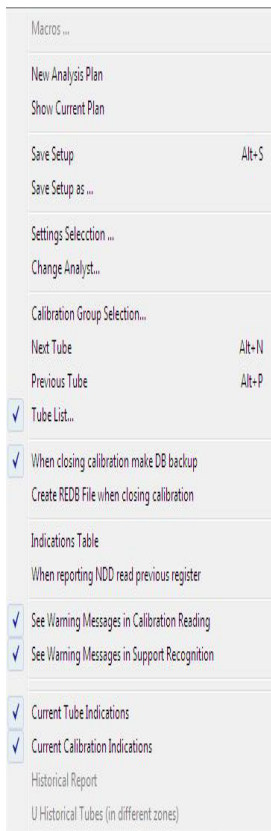 Macros ...
New Analysis Plan
Show Current Plan
Save Setup Alt+S
Save Setup as ...
Settings Selecction ...
Change Analyst...
Calibration Group Selection...
Next Tube Alt+N
Previous Tube Alt+P
Tube List...
When closing calibration make DB backup
Create REDB File when closing calibration
Indications Table
When reporting NDD read previous register
See Warning Messages in Calibration Reading
See Warning Messages in Support Recognition
Current Tube Indications
Current Calibration Indications
Historical Report
U Historical Tubes (in different zones)